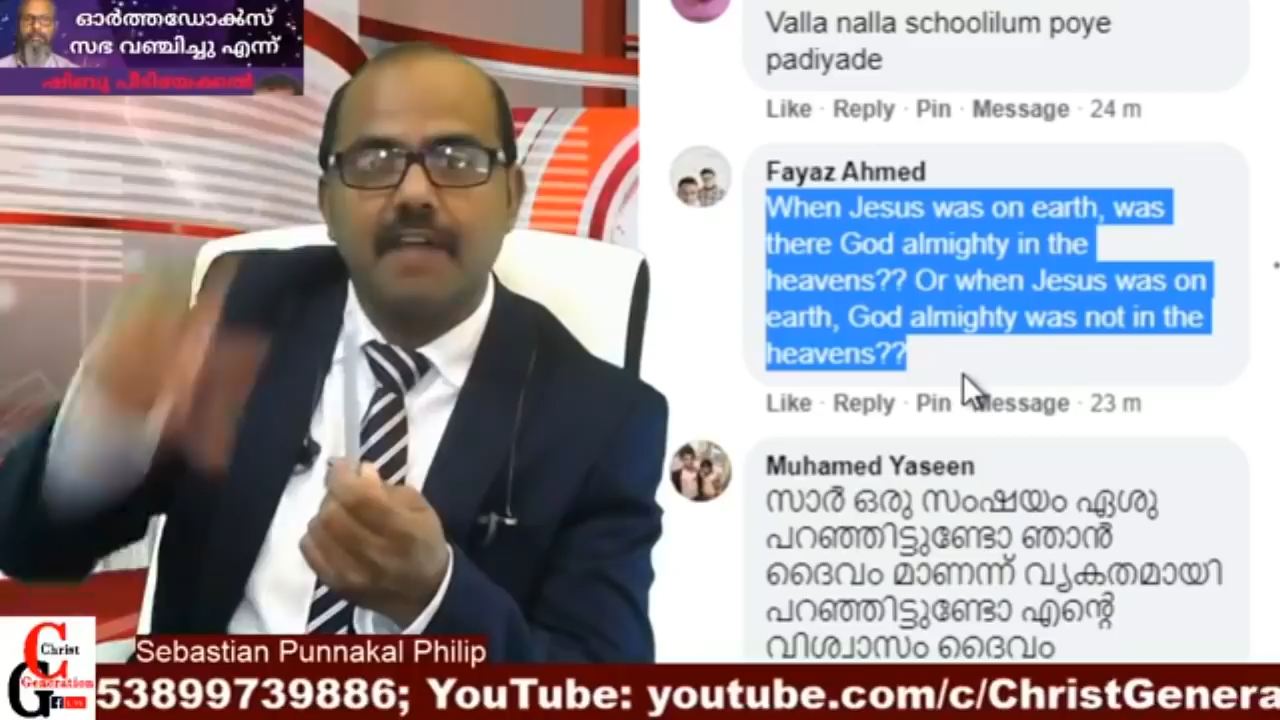 ഓർത്തഡോക്സ്
സഭ വഞ്ചിച്ചു എന്ന്
ഷിബു പീടിയേക്കൽ
Valla nalla schoolilum poye
padiyade
Like · Reply · Pin · Message · 24 m
Fayaz Ahmed
When Jesus was on earth, was
there God almighty in the
heavens?? Or when Jesus was on
earth, God almighty was not in the
heavens??
Like · Reply · Pin · Message · 23 m
Muhamed Yaseen
സാർ ഒരു സംഷയം ഏശു
പറഞ്ഞിട്ടുണ്ടോ ഞാൻ
ദൈവം മാണന്ന് വ്യകതമായി
പറഞ്ഞിട്ടുണ്ടോ എന്റെ
വിശ്വാസം ദൈവം
Christ
Generation
Sebastian Punnakal Philip
53899739886; YouTube: youtube.com/c/ChristGenera